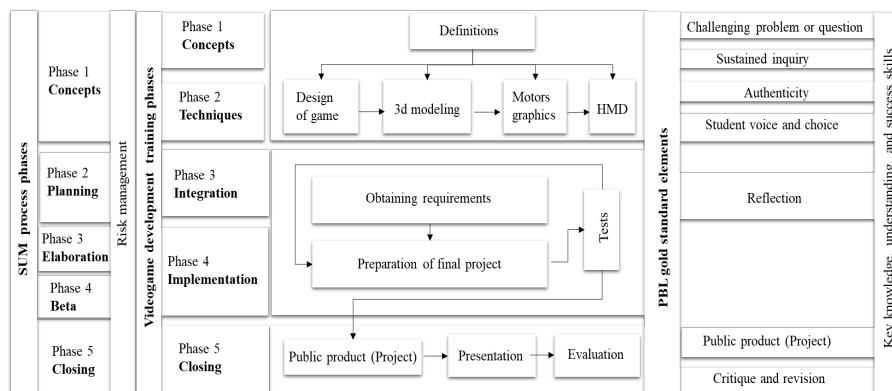 SUM process phases
Phase 1
Concepts
Phase 2
Planning
Phase 3
Elaboration
Phase 4
Beta
Phase 5
Closing
Risk management
Videogame development training phases
Phase 1
Concepts
Phase 2
Techniques
Phase 3
Integration
Phase 4
Implementation
Phase 5
Closing
Definitions
Design
of game
3d modeling
Motors
graphics
HMD
Obtaining requirements
Preparation of final project
Tests
Public product (Project)
Presentation
Evaluation
PBL gold standard elements
Challenging problem or question
Sustained inquiry
Authenticity
Student voice and choice
Reflection
Public product (Project)
Critique and revision
Key knowledge, understanding, and success skills